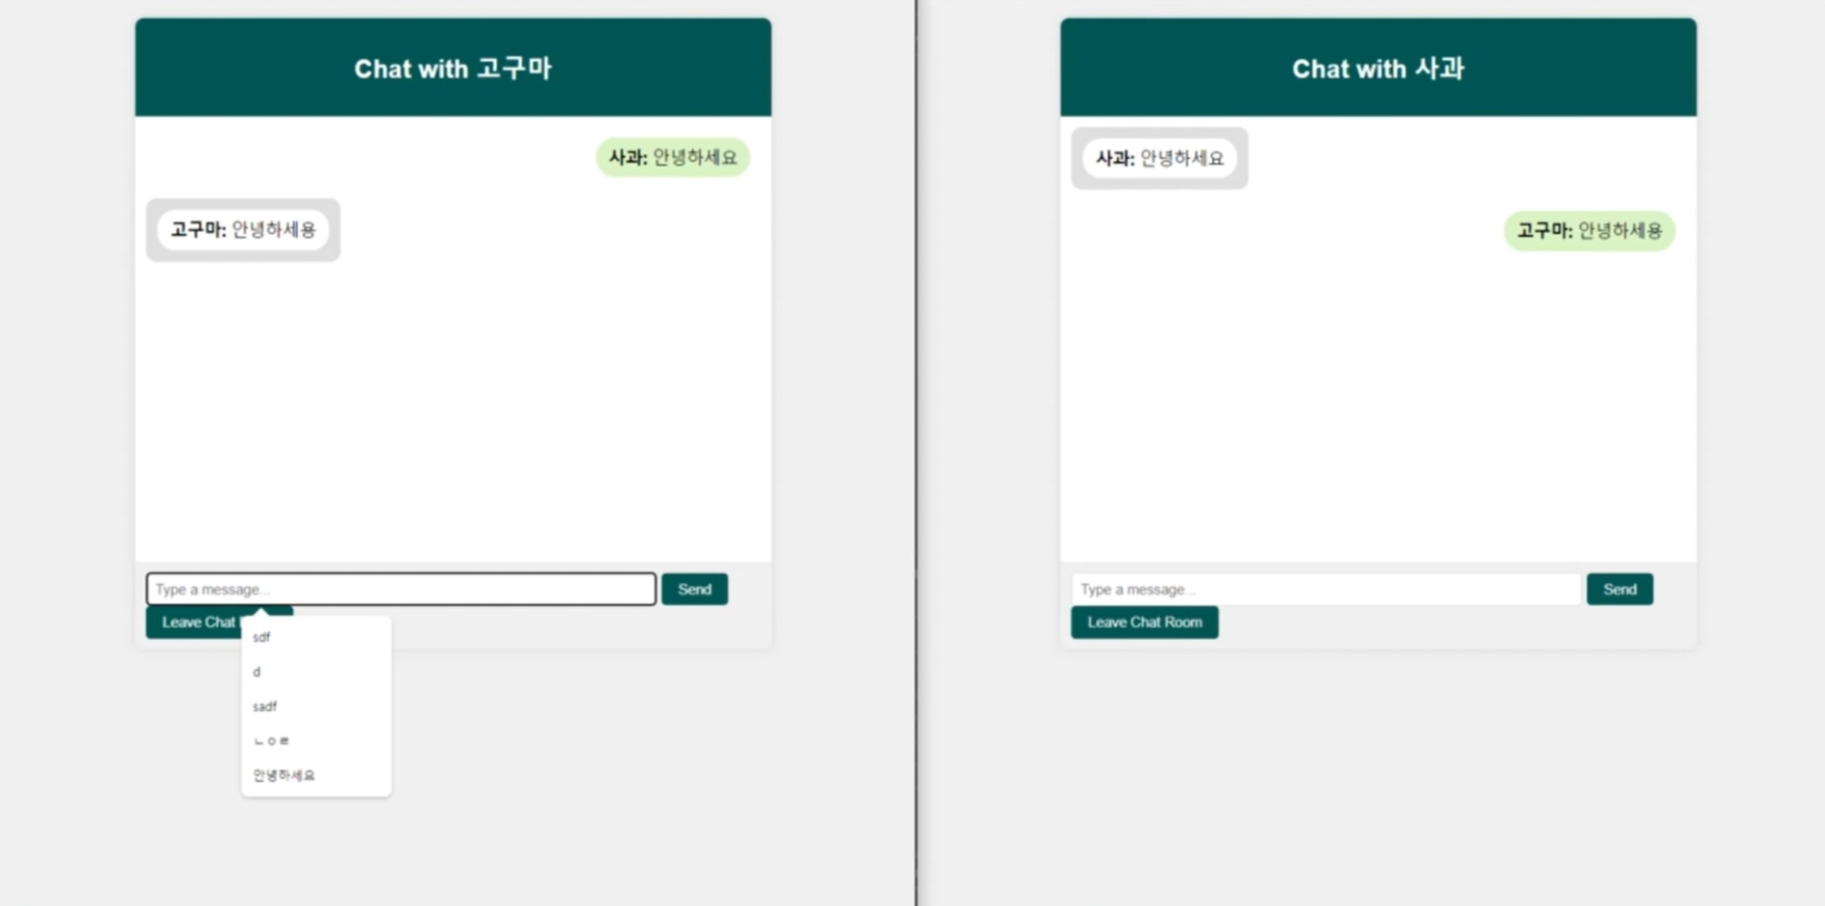 Chat with 고구마
사과: 안녕하세요
고구마: 안녕하세용
Type a message...
Send
Leave Chat
sdf
d
sadf
ㄴㅇㄹ
안녕하세요
Chat with 사과
사과: 안녕하세요
고구마: 안녕하세용
Type a message...
Send
Leave Chat Room